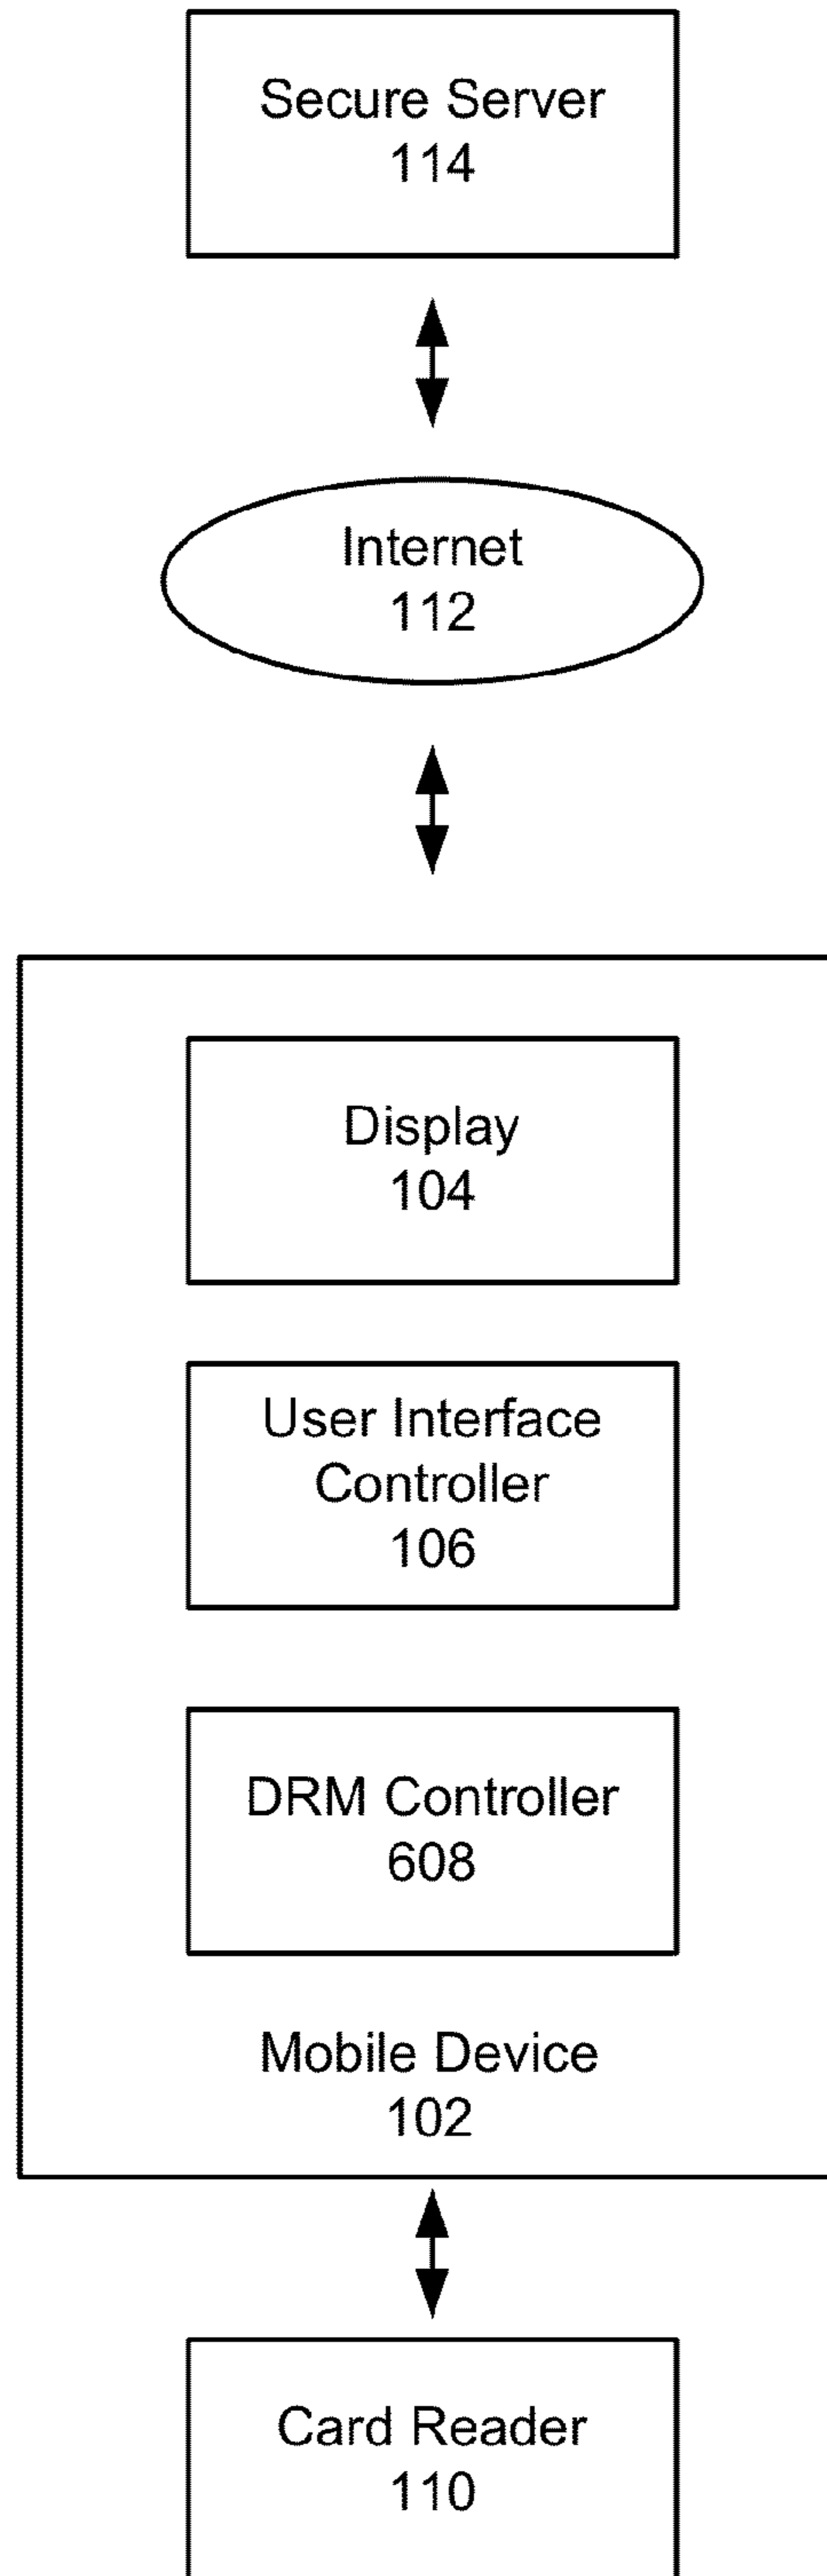 Secure Server
114
Internet
112
Display
104
User Interface
Controller
106
DRM Controller
608
Mobile Device
102
Card Reader
110